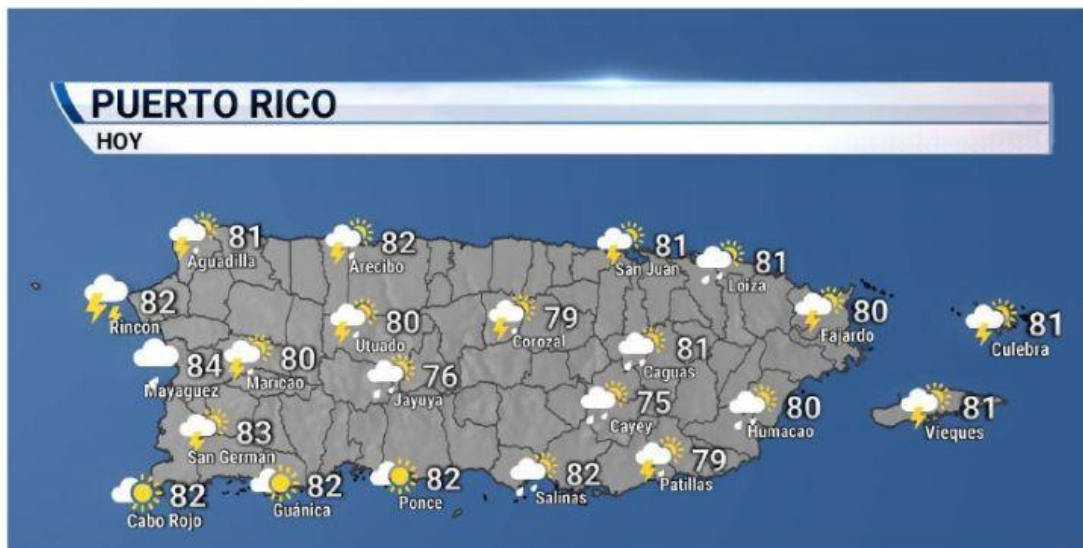 PUERTO RICO
HOY
81
Aguadilla
82
Arecibo
81
San Juan
81
Loiza
82
Rincón
80
Utuado
79
Corozal
80
Fajardo
81
Culebra
84
Mayaguez
80
Maricao
76
Jayuya
81
Caguas
75
Cayey
80
Humacao
81
Vieques
83
San German
82
Cabo Rojo
82
Guánica
82
Ponce
82
Salinas
79
Patillas